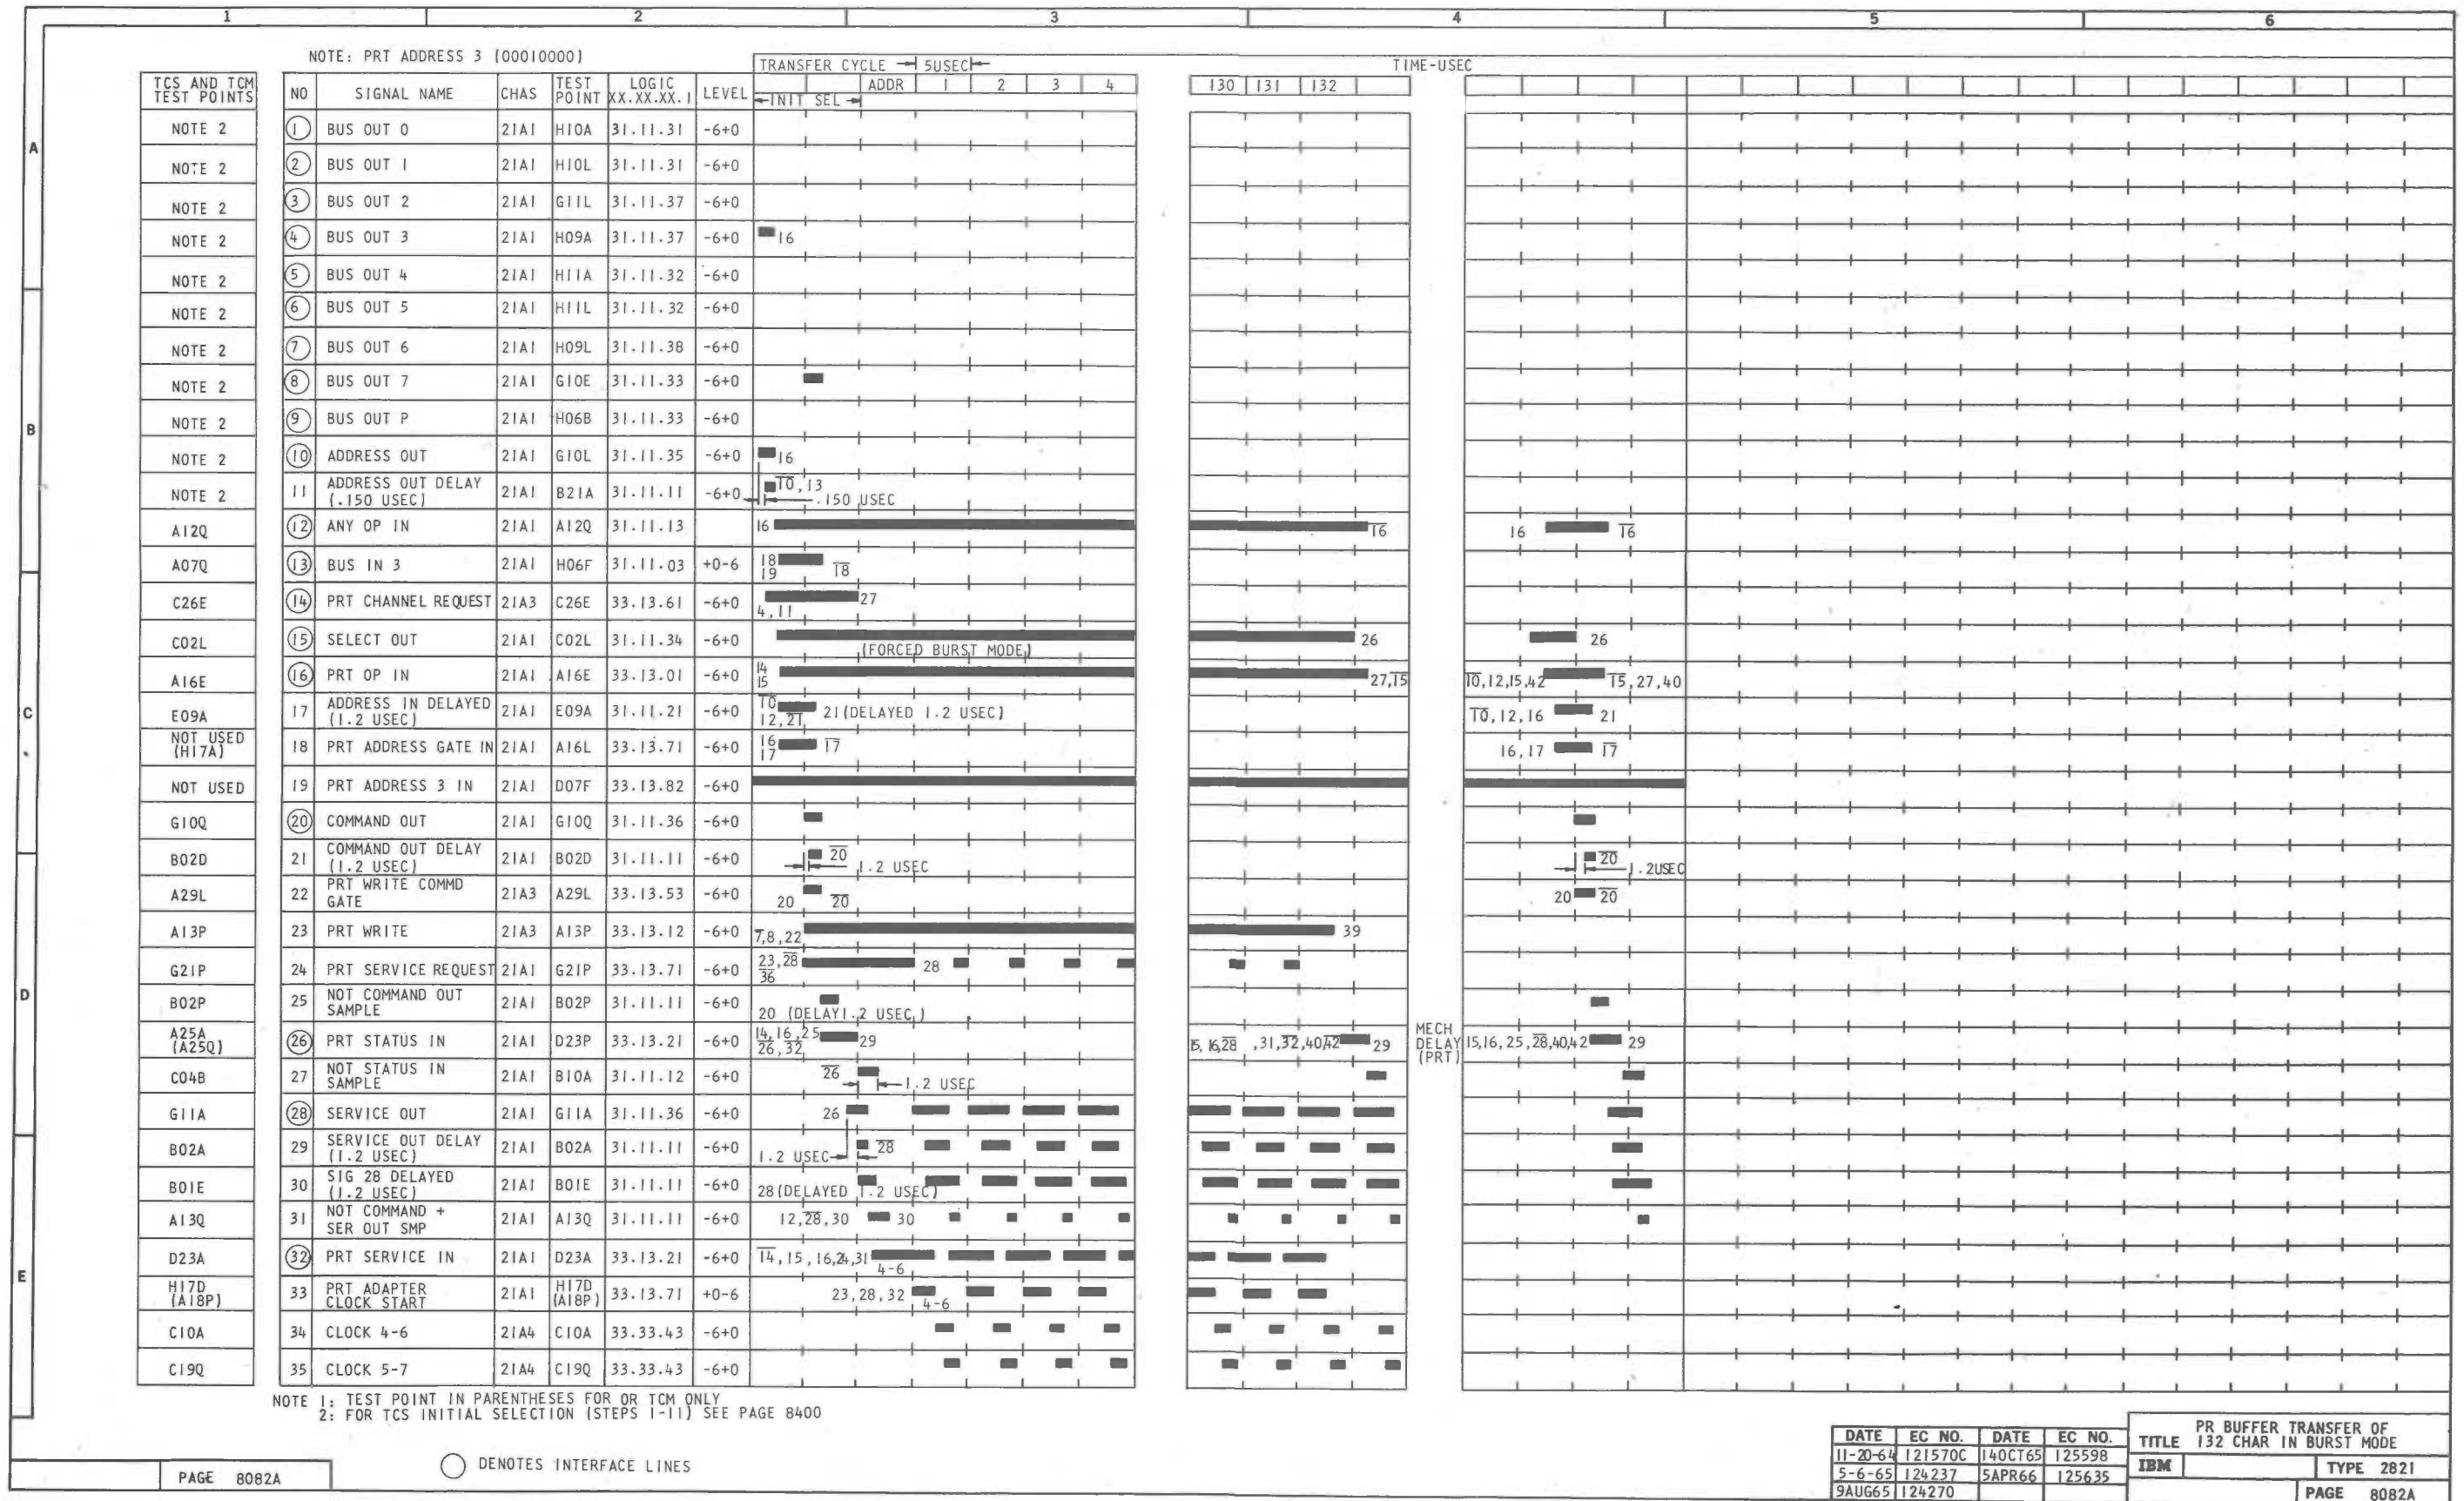 1 2 3 4 5 6
NOTE: PRT ADDRESS 3 (00010000)
TRANSFER CYCLE 5USEC TIME-USEC
TCS AND TCM TEST POINTS NO SIGNAL NAME CHAS TEST POINT LOGIC XX.XX.XX.1 LEVEL INIT SEL ADDR 1 2 3 4 130 131 132
A
NOTE 2 1 BUS OUT 0 21A1 H10A 31.11.31 -6+0
NOTE 2 2 BUS OUT 1 21A1 H10L 31.11.31 -6+0
NOTE 2 3 BUS OUT 2 21A1 G11L 31.11.37 -6+0
NOTE 2 4 BUS OUT 3 21A1 H09A 31.11.37 -6+0 16
NOTE 2 5 BUS OUT 4 21A1 H11A 31.11.32 -6+0
NOTE 2 6 BUS OUT 5 21A1 H11L 31.11.32 -6+0
NOTE 2 7 BUS OUT 6 21A1 H09L 31.11.38 -6+0
NOTE 2 8 BUS OUT 7 21A1 G10E 31.11.33 -6+0
B
NOTE 2 9 BUS OUT P 21A1 H06B 31.11.33 -6+0
NOTE 2 10 ADDRESS OUT 21A1 G10L 31.11.35 -6+0 16
NOTE 2 11 ADDRESS OUT DELAY (.150 USEC) 21A1 B21A 31.11.11 -6+0 10, 13 .150 USEC
A12Q 12 ANY OP IN 21A1 A12Q 31.11.13 16 16 16 16
A07Q 13 BUS IN 3 21A1 H06F 31.11.03 +0-6 18 19 18
C26E 14 PRT CHANNEL REQUEST 21A3 C26E 33.13.61 -6+0 4, 11 27
C02L 15 SELECT OUT 21A1 C02L 31.11.34 -6+0 (FORCED BURST MODE) 26 26
A16E 16 PRT OP IN 21A1 A16E 33.13.01 -6+0 14 15 27,15 10,12,15,42 15,27,40
C
E09A 17 ADDRESS IN DELAYED (1.2 USEC) 21A1 E09A 31.11.21 -6+0 10 12,21 21(DELAYED 1.2 USEC) 10,12,16 21
NOT USED (H17A) 18 PRT ADDRESS GATE IN 21A1 A16L 33.13.71 -6+0 16 17 17 16,17 17
NOT USED 19 PRT ADDRESS 3 IN 21A1 D07F 33.13.82 -6+0
G10Q 20 COMMAND OUT 21A1 G10Q 31.11.36 -6+0
B02D 21 COMMAND OUT DELAY (1.2 USEC) 21A1 B02D 31.11.11 -6+0 20 1.2 USEC 20 1.2USEC
A29L 22 PRT WRITE COMMD GATE 21A3 A29L 33.13.53 -6+0 20 20 20 20
A13P 23 PRT WRITE 21A3 A13P 33.13.12 -6+0 7,8,22 39
G21P 24 PRT SERVICE REQUEST 21A1 G21P 33.13.71 -6+0 23,28 36 28
D
B02P 25 NOT COMMAND OUT SAMPLE 21A1 B02P 31.11.11 -6+0 20 (DELAY1.2 USEC)
A25A (A25Q) 26 PRT STATUS IN 21A1 D23P 33.13.21 -6+0 14,16,25 26,32 29 15,16,28 ,31,32,40,42 29 MECH DELAY (PRT) 15,16,25,28,40,42 29
C04B 27 NOT STATUS IN SAMPLE 21A1 B10A 31.11.12 -6+0 26 1.2 USEC
G11A 28 SERVICE OUT 21A1 G11A 31.11.36 -6+0 26
B02A 29 SERVICE OUT DELAY (1.2 USEC) 21A1 B02A 31.11.11 -6+0 1.2 USEC 28
B01E 30 SIG 28 DELAYED (1.2 USEC) 21A1 B01E 31.11.11 -6+0 28(DELAYED 1.2 USEC)
A13Q 31 NOT COMMAND + SER OUT SMP 21A1 A13Q 31.11.11 -6+0 12,28,30 30
E
D23A 32 PRT SERVICE IN 21A1 D23A 33.13.21 -6+0 14,15,16,24,31 4-6
H17D (A18P) 33 PRT ADAPTER CLOCK START 21A1 H17D (A18P) 33.13.71 +0-6 23,28,32 4-6
C10A 34 CLOCK 4-6 21A4 C10A 33.33.43 -6+0
C19Q 35 CLOCK 5-7 21A4 C19Q 33.33.43 -6+0
NOTE 1: TEST POINT IN PARENTHESES FOR OR TCM ONLY
2: FOR TCS INITIAL SELECTION (STEPS 1-11) SEE PAGE 8400
DENOTES INTERFACE LINES
PAGE 8082A
DATE EC NO. DATE EC NO.
11-20-64 121570C 14OCT65 125598
5-6-65 124237 5APR66 125635
9AUG65 124270
TITLE PR BUFFER TRANSFER OF 132 CHAR IN BURST MODE
IBM TYPE 2821
PAGE 8082A